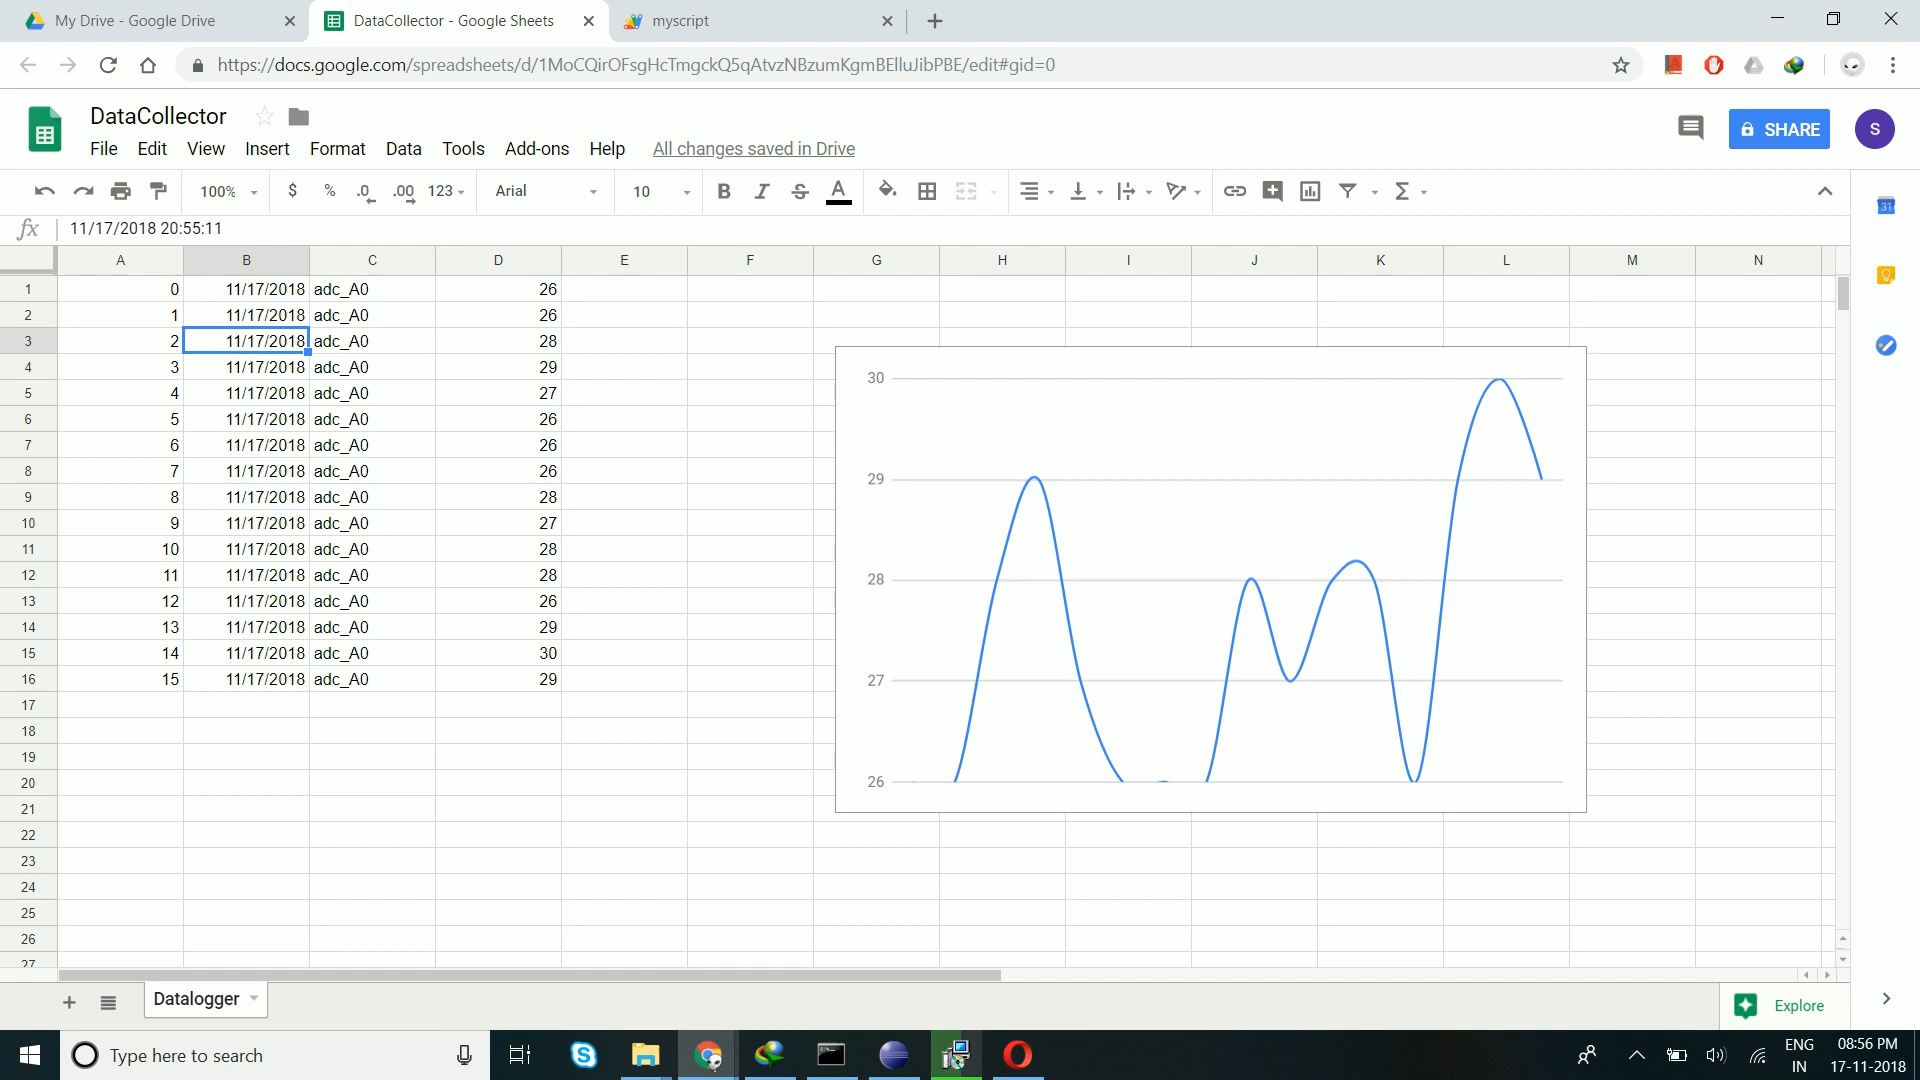 My Drive - Google Drive
DataCollector - Google Sheets
myscript
https://docs.google.com/spreadsheets/d/1MoCQirOFsgHcTmgckQ5qAtvzNBzumKgmBElluJibPBE/edit#gid=0
DataCollector
SHARE
S
File Edit View Insert Format Data Tools Add-ons Help All changes saved in Drive
100% $ % .0 .00 123 Arial 10 B I S A
31
fx 11/17/2018 20:55:11
A B C D E F G H I J K L M N
1 0 11/17/2018 adc_A0 26
2 1 11/17/2018 adc_A0 26
3 2 11/17/2018 adc_A0 28
4 3 11/17/2018 adc_A0 29
5 4 11/17/2018 adc_A0 27
6 5 11/17/2018 adc_A0 26
7 6 11/17/2018 adc_A0 26
8 7 11/17/2018 adc_A0 26
9 8 11/17/2018 adc_A0 28
10 9 11/17/2018 adc_A0 27
11 10 11/17/2018 adc_A0 28
12 11 11/17/2018 adc_A0 28
13 12 11/17/2018 adc_A0 26
14 13 11/17/2018 adc_A0 29
15 14 11/17/2018 adc_A0 30
16 15 11/17/2018 adc_A0 29
17
18
19
20
21
22
23
24
25
26
27
30
29
28
27
26
Datalogger
Explore
Type here to search
ENG
IN
08:56 PM
17-11-2018